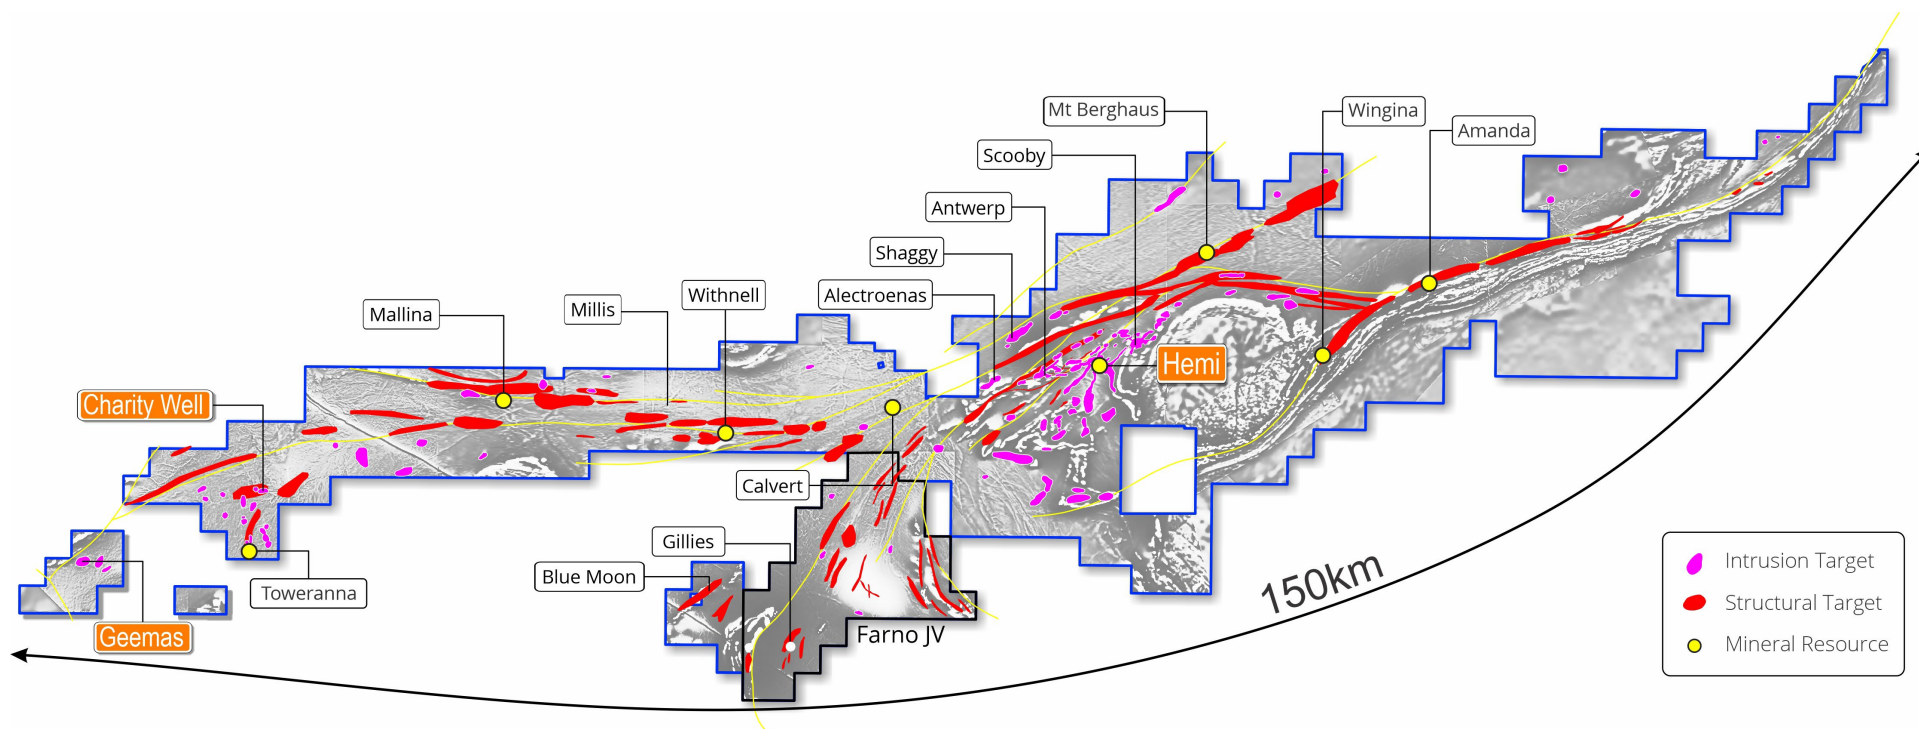 Mt Berghaus
Wingina
Amanda
Scooby
Antwerp
Shaggy
Alectroenas
Withnell
Millis
Mallina
Hemi
Charity Well
Calvert
Gillies
Blue Moon
Toweranna
Geemas
Farno JV
150km
Intrusion Target
Structural Target
Mineral Resource